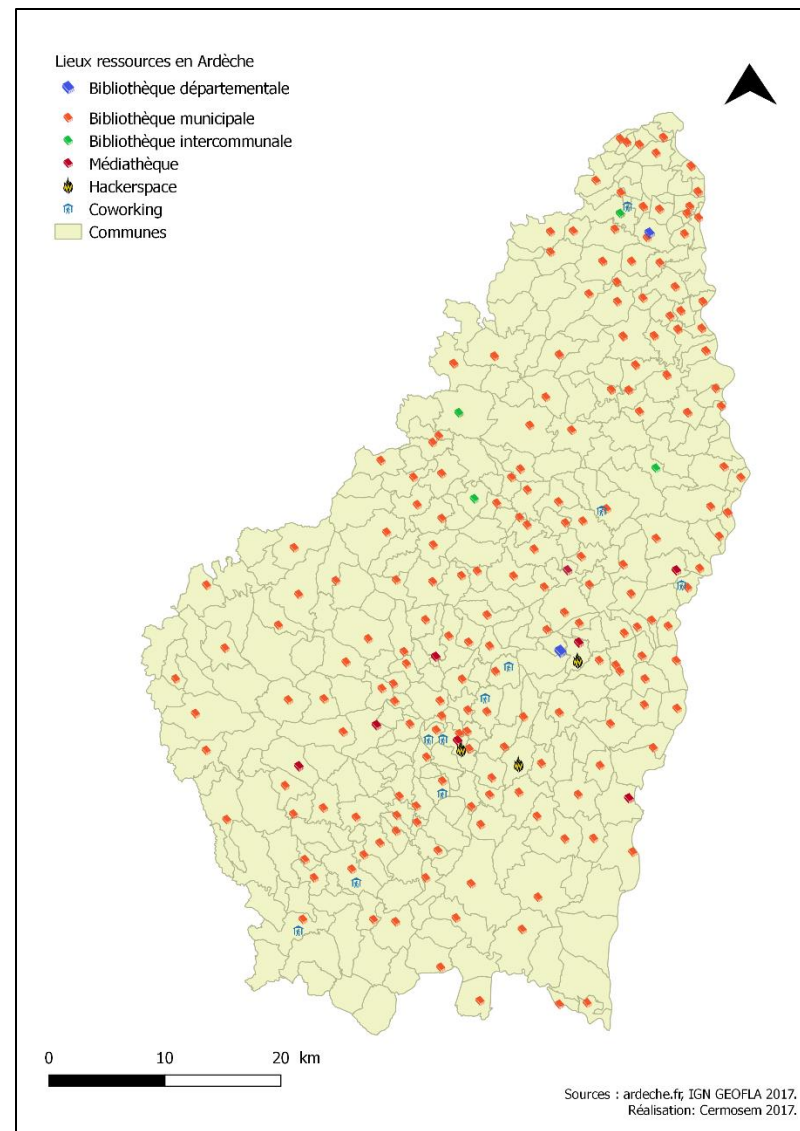 Lieux ressources en Ardèche
Bibliothèque départementale
Bibliothèque municipale
Bibliothèque intercommunale
Médiathèque
Hackerspace
Coworking
Communes
0 10 20 km
Sources : ardeche.fr, IGN GEOFLA 2017.
Réalisation: Cermosem 2017.